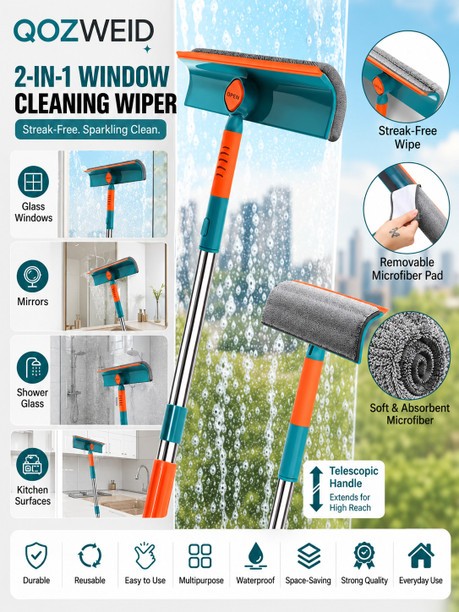 QOZWEID
2-IN-1 WINDOW
CLEANING WIPER
Streak-Free. Sparkling Clean.
OPEN
Glass
Windows
Mirrors
Shower
Glass
Kitchen
Surfaces
Streak-Free
Wipe
Removable
Microfiber Pad
Soft & Absorbent
Microfiber
Telescopic
Handle
Extends for
High Reach
Durable
Reusable
Easy to Use
Multipurpose
Waterproof
Space-Saving
Strong Quality
Everyday Use